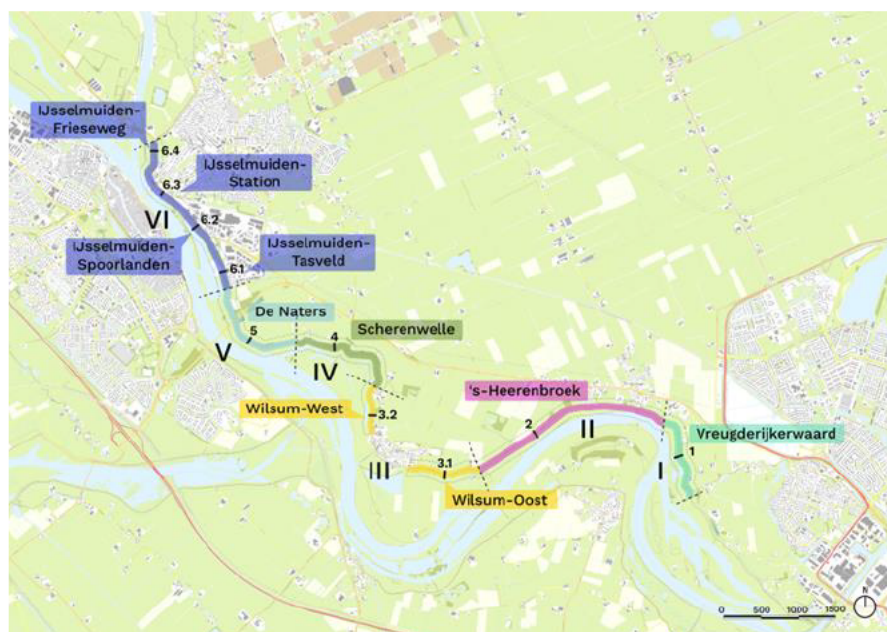 IJsselmuiden-
Frieseweg
6.4
IJsselmuiden-
Station
6.3
VI
6.2
IJsselmuiden-
Spoorlanden
IJsselmuiden-
Tasveld
6.1
De Naters
5
4
Scherenwelle
V
IV
's-Heerenbroek
Wilsum-West
3.2
2
II
Vreugderijkerwaard
1
III
3.1
I
Wilsum-Oost
N
0 500 1000 1500